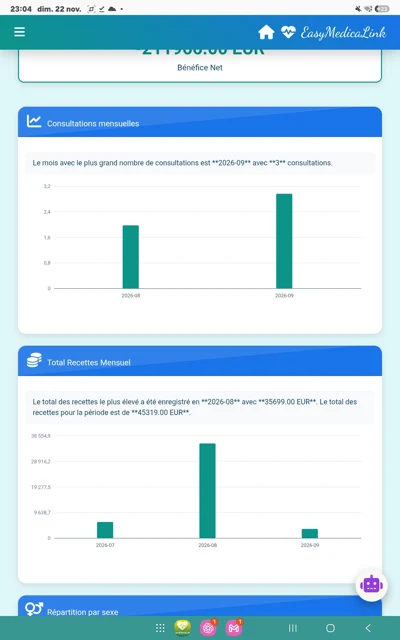 23:04 dim. 22 nov.
EasyMedicaLink
Bénéfice Net
Consultations mensuelles
Le mois avec le plus grand nombre de consultations est **2026-09** avec **3** consultations.
3,2
2,4
1,6
0,8
0
2026-08 2026-09
Total Recettes Mensuel
Le total des recettes le plus élevé a été enregistré en **2026-08** avec **35699.00 EUR**. Le total des
recettes pour la période est de **45319.00 EUR**.
38 554,9
28 916,2
19 277,5
9 638,7
0
2026-07 2026-08 2026-09
Répartition par sexe